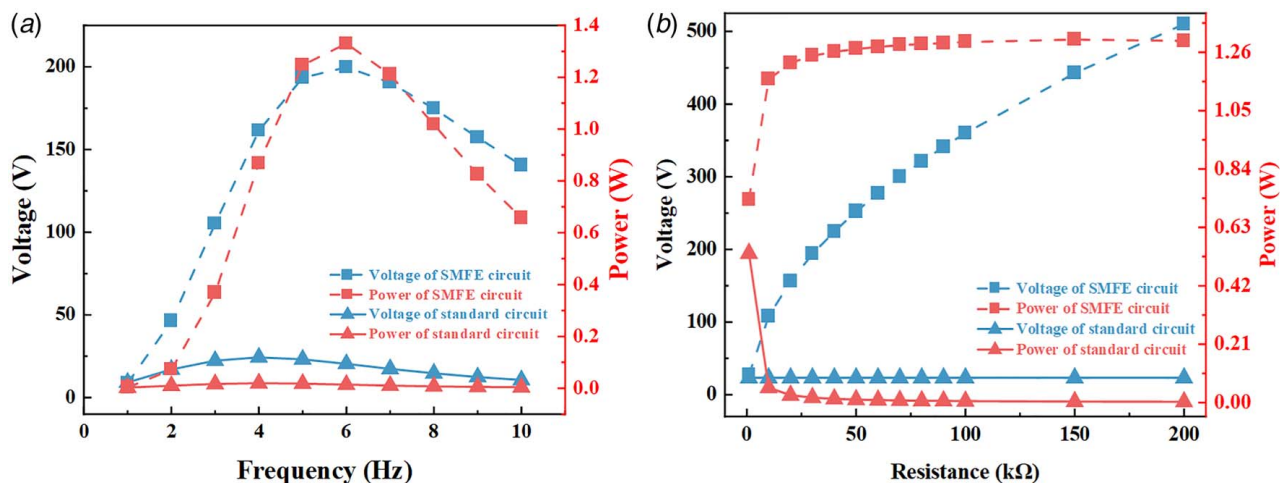 (a)
Voltage (V)
200
150
100
50
0
Voltage of SMFE circuit
Power of SMFE circuit
Voltage of standard circuit
Power of standard circuit
1.4
1.2
1.0
0.8
0.6
0.4
0.2
0.0
Power (W)
0 2 4 6 8 10
Frequency (Hz)
(b)
Voltage (V)
500
400
300
200
100
0
Voltage of SMFE circuit
Power of SMFE circuit
Voltage of standard circuit
Power of standard circuit
1.26
1.05
0.84
0.63
0.42
0.21
0.00
Power (W)
0 50 100 150 200
Resistance (kΩ)